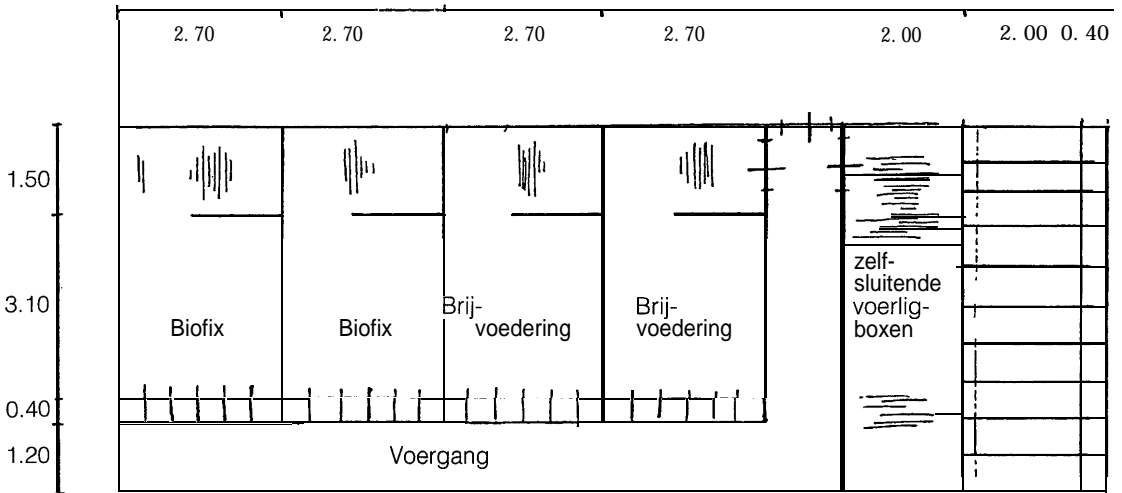 2.70 2.70 2.70 2.70 2.00 2.00 0.40
1.50
3.10
0.40
1.20
Biofix
Biofix
Brij-
voedering
Brij-
voedering
zelf-
sluitende
voerlig-
boxen
Voergang